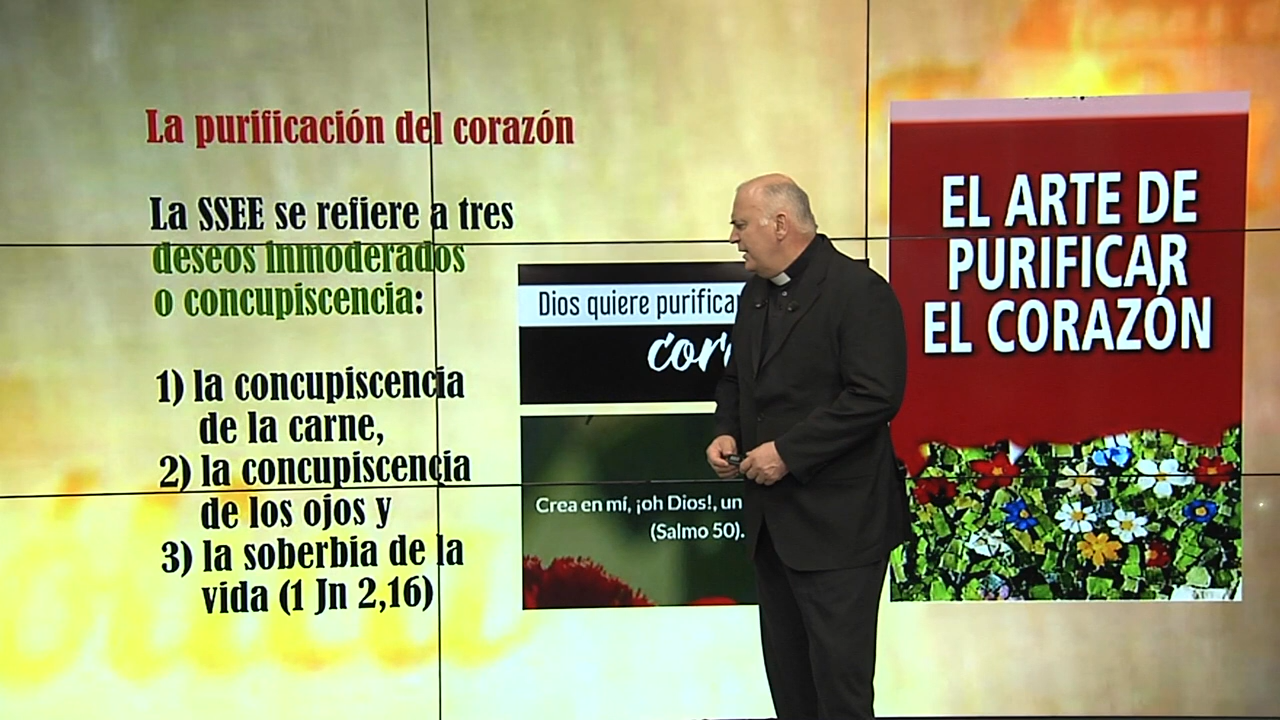 La purificación del corazón
La SSEE se refiere a tres
deseos inmoderados
o concupiscencia:
1) la concupiscencia
de la carne,
2) la concupiscencia
de los ojos y
3) la soberbia de la
vida (1 Jn 2,16)
Dios quiere purificar
Crea en mí, ¡oh Dios!, un
(Salmo 50).
EL ARTE DE
PURIFICAR
EL CORAZÓN